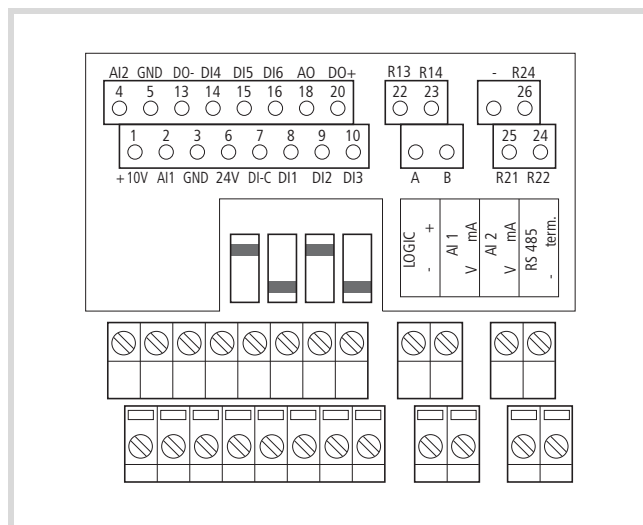 AI2 GND DO- DI4 DI5 DI6 AO DO+ R13 R14 - R24
4 5 13 14 15 16 18 20 22 23 26
1 2 3 6 7 8 9 10 25 24
+10V AI1 GND 24V DI-C DI1 DI2 DI3 A B R21 R22
LOGIC
- +
AI 1
V mA
AI 2
V mA
RS 485
- term.